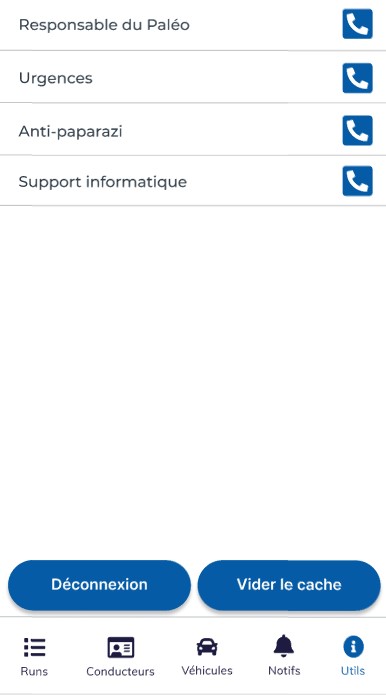 Responsable du Paléo
Urgences
Anti-paparazi
Support informatique
Déconnexion
Vider le cache
Runs
Conducteurs
Véhicules
Notifs
Utils